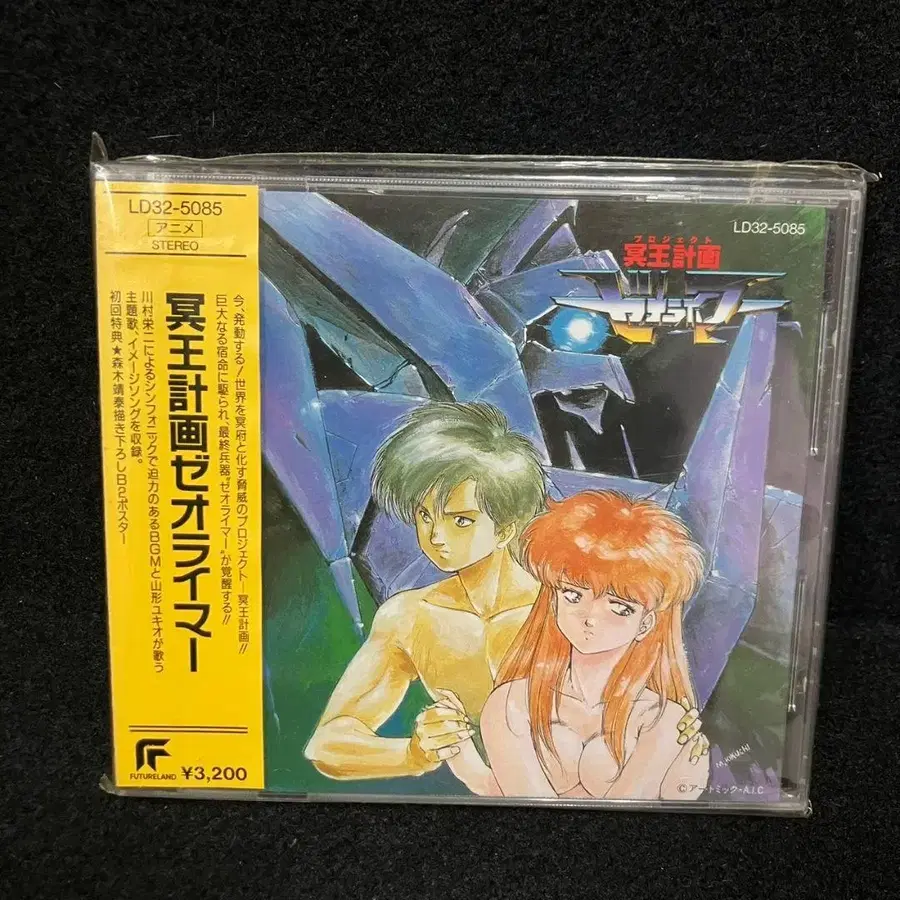 LD32-5085
アニメ
STEREO
今、発動する!世界を冥府と化す脅威のプロジェクト—冥王計画!!
巨大なる宿命に駆られ、最終兵器“ゼオライマー”が覚醒する!!
冥王計画ゼオライマー
川村栄二によるシンフォニックで迫力のあるBGMと山形ユキオが歌う
主題歌、イメージソングを収録。
初回特典★森木靖泰描き下ろしB2ポスター
FUTURELAND
¥3,200
LD32-5085
プロジェクト
冥王計画
ゼオライマー
M.KIKUCHI
©アートミック・A.I.C